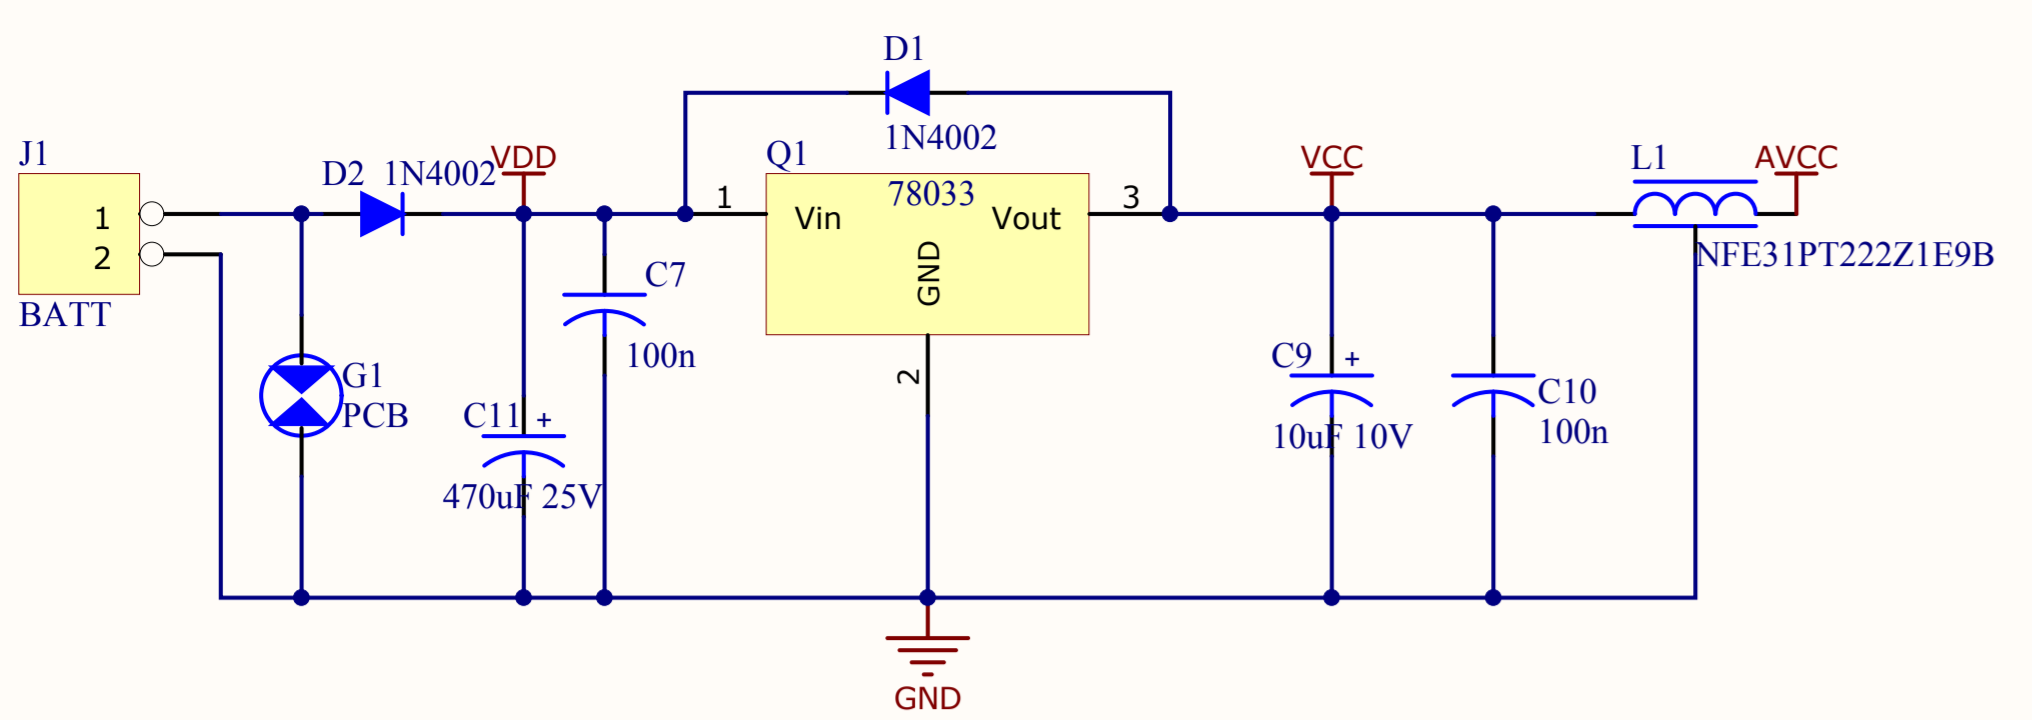 D1
1N4002
J1
1
2
BATT
D2 1N4002
VDD
G1
PCB
C11 +
470uF 25V
C7
100n
Q1
78033
1
Vin
Vout
3
GND
2
VCC
C9 +
10uF 10V
C10
100n
L1
AVCC
NFE31PT222Z1E9B
GND